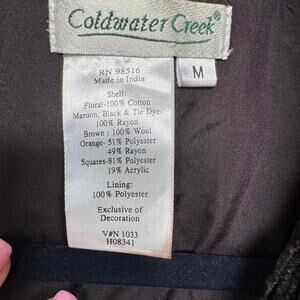 Coldwater Creek®
M
RN 98516
Made in India
Shell:
Floral-100% Cotton
Maroon, Black & Tie Dye-
100% Rayon
Brown : 100% Wool
Orange- 51% Polyester
49% Rayon
Squares-81% Polyester
19% Acrylic
Lining:
100% Polyester
Exclusive of
Decoration
V#N 1033
H08341